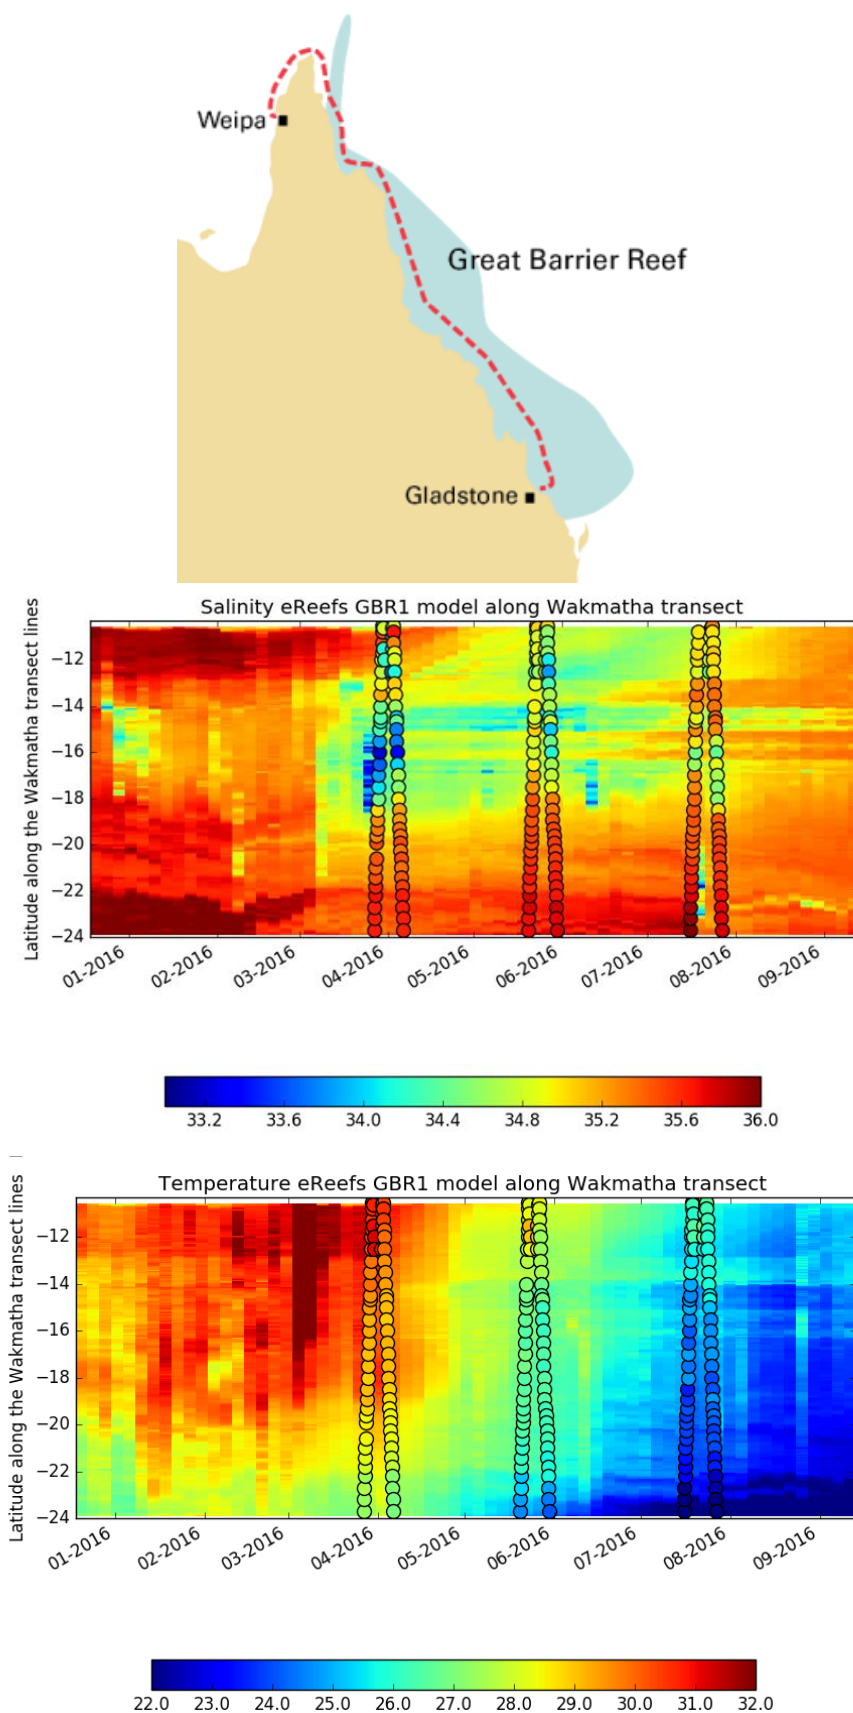 Weipa
Great Barrier Reef
Gladstone
Salinity eReefs GBR1 model along Wakmatha transect
Latitude along the Wakmatha transect lines
−12
−14
−16
−18
−20
−22
−24
01-2016 02-2016 03-2016 04-2016 05-2016 06-2016 07-2016 08-2016 09-2016
33.2 33.6 34.0 34.4 34.8 35.2 35.6 36.0
Temperature eReefs GBR1 model along Wakmatha transect
Latitude along the Wakmatha transect lines
−12
−14
−16
−18
−20
−22
−24
01-2016 02-2016 03-2016 04-2016 05-2016 06-2016 07-2016 08-2016 09-2016
22.0 23.0 24.0 25.0 26.0 27.0 28.0 29.0 30.0 31.0 32.0